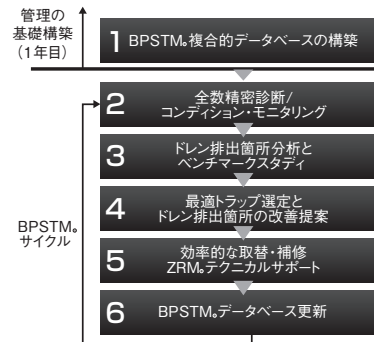 管理の
基礎構築
(1年目)
1 BPSTM®複合的データベースの構築
2 全数精密診断/
コンディション・モニタリング
3 ドレン排出箇所分析と
ベンチマークスタディ
4 最適トラップ選定と
ドレン排出箇所の改善提案
BPSTM®
サイクル
5 効率的な取替・補修
ZRM®テクニカルサポート
6 BPSTM®データベース更新